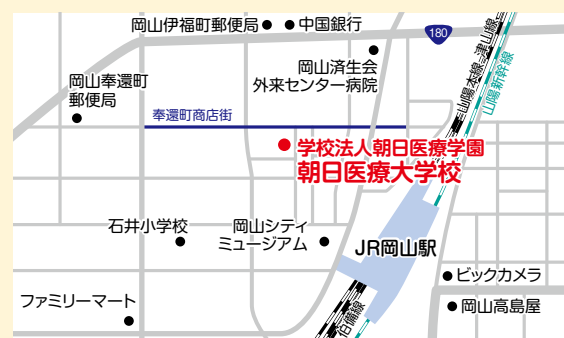 岡山伊福町郵便局
中国銀行
180
岡山済生会
外来センター病院
津山線
山陽本線
山陽新幹線
岡山奉還町
郵便局
奉還町商店街
学校法人朝日医療学園
朝日医療大学校
石井小学校
岡山シティ
ミュージアム
JR岡山駅
ビックカメラ
ファミリーマート
岡山高島屋
伯備線